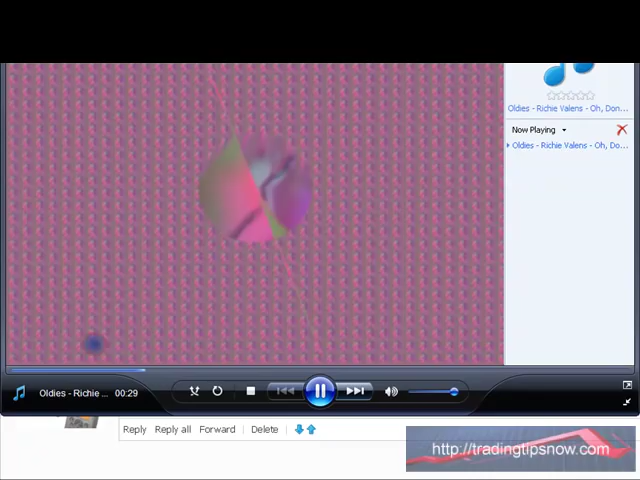 Oldies - Richie Valens - Oh, Don...
Now Playing
Oldies - Richie Valens - Oh, Do...
Oldies - Richie ... 00:29
Reply Reply all Forward Delete
http://tradingtipsnow.com